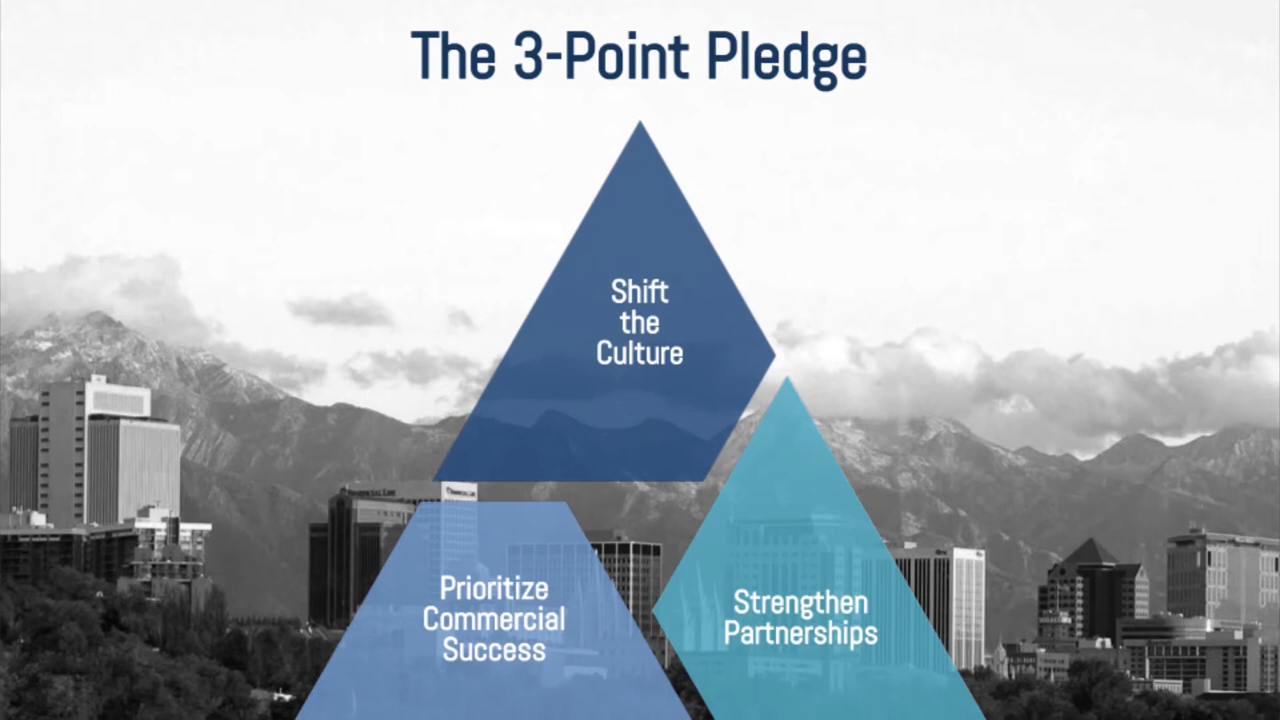 The 3-Point Pledge
Shift
the
Culture
Prioritize
Commercial
Success
Strengthen
Partnerships